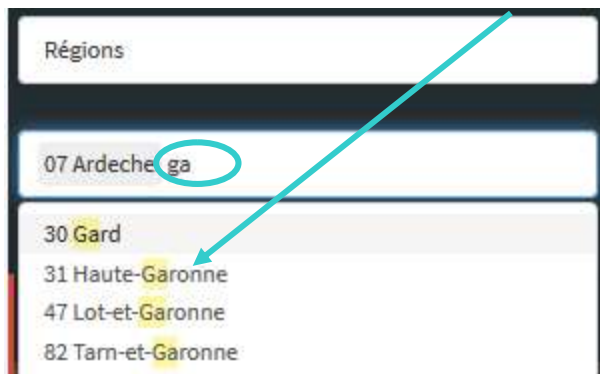 Régions
07 Ardeche ga
30 Gard
31 Haute-Garonne
47 Lot-et-Garonne
82 Tarn-et-Garonne